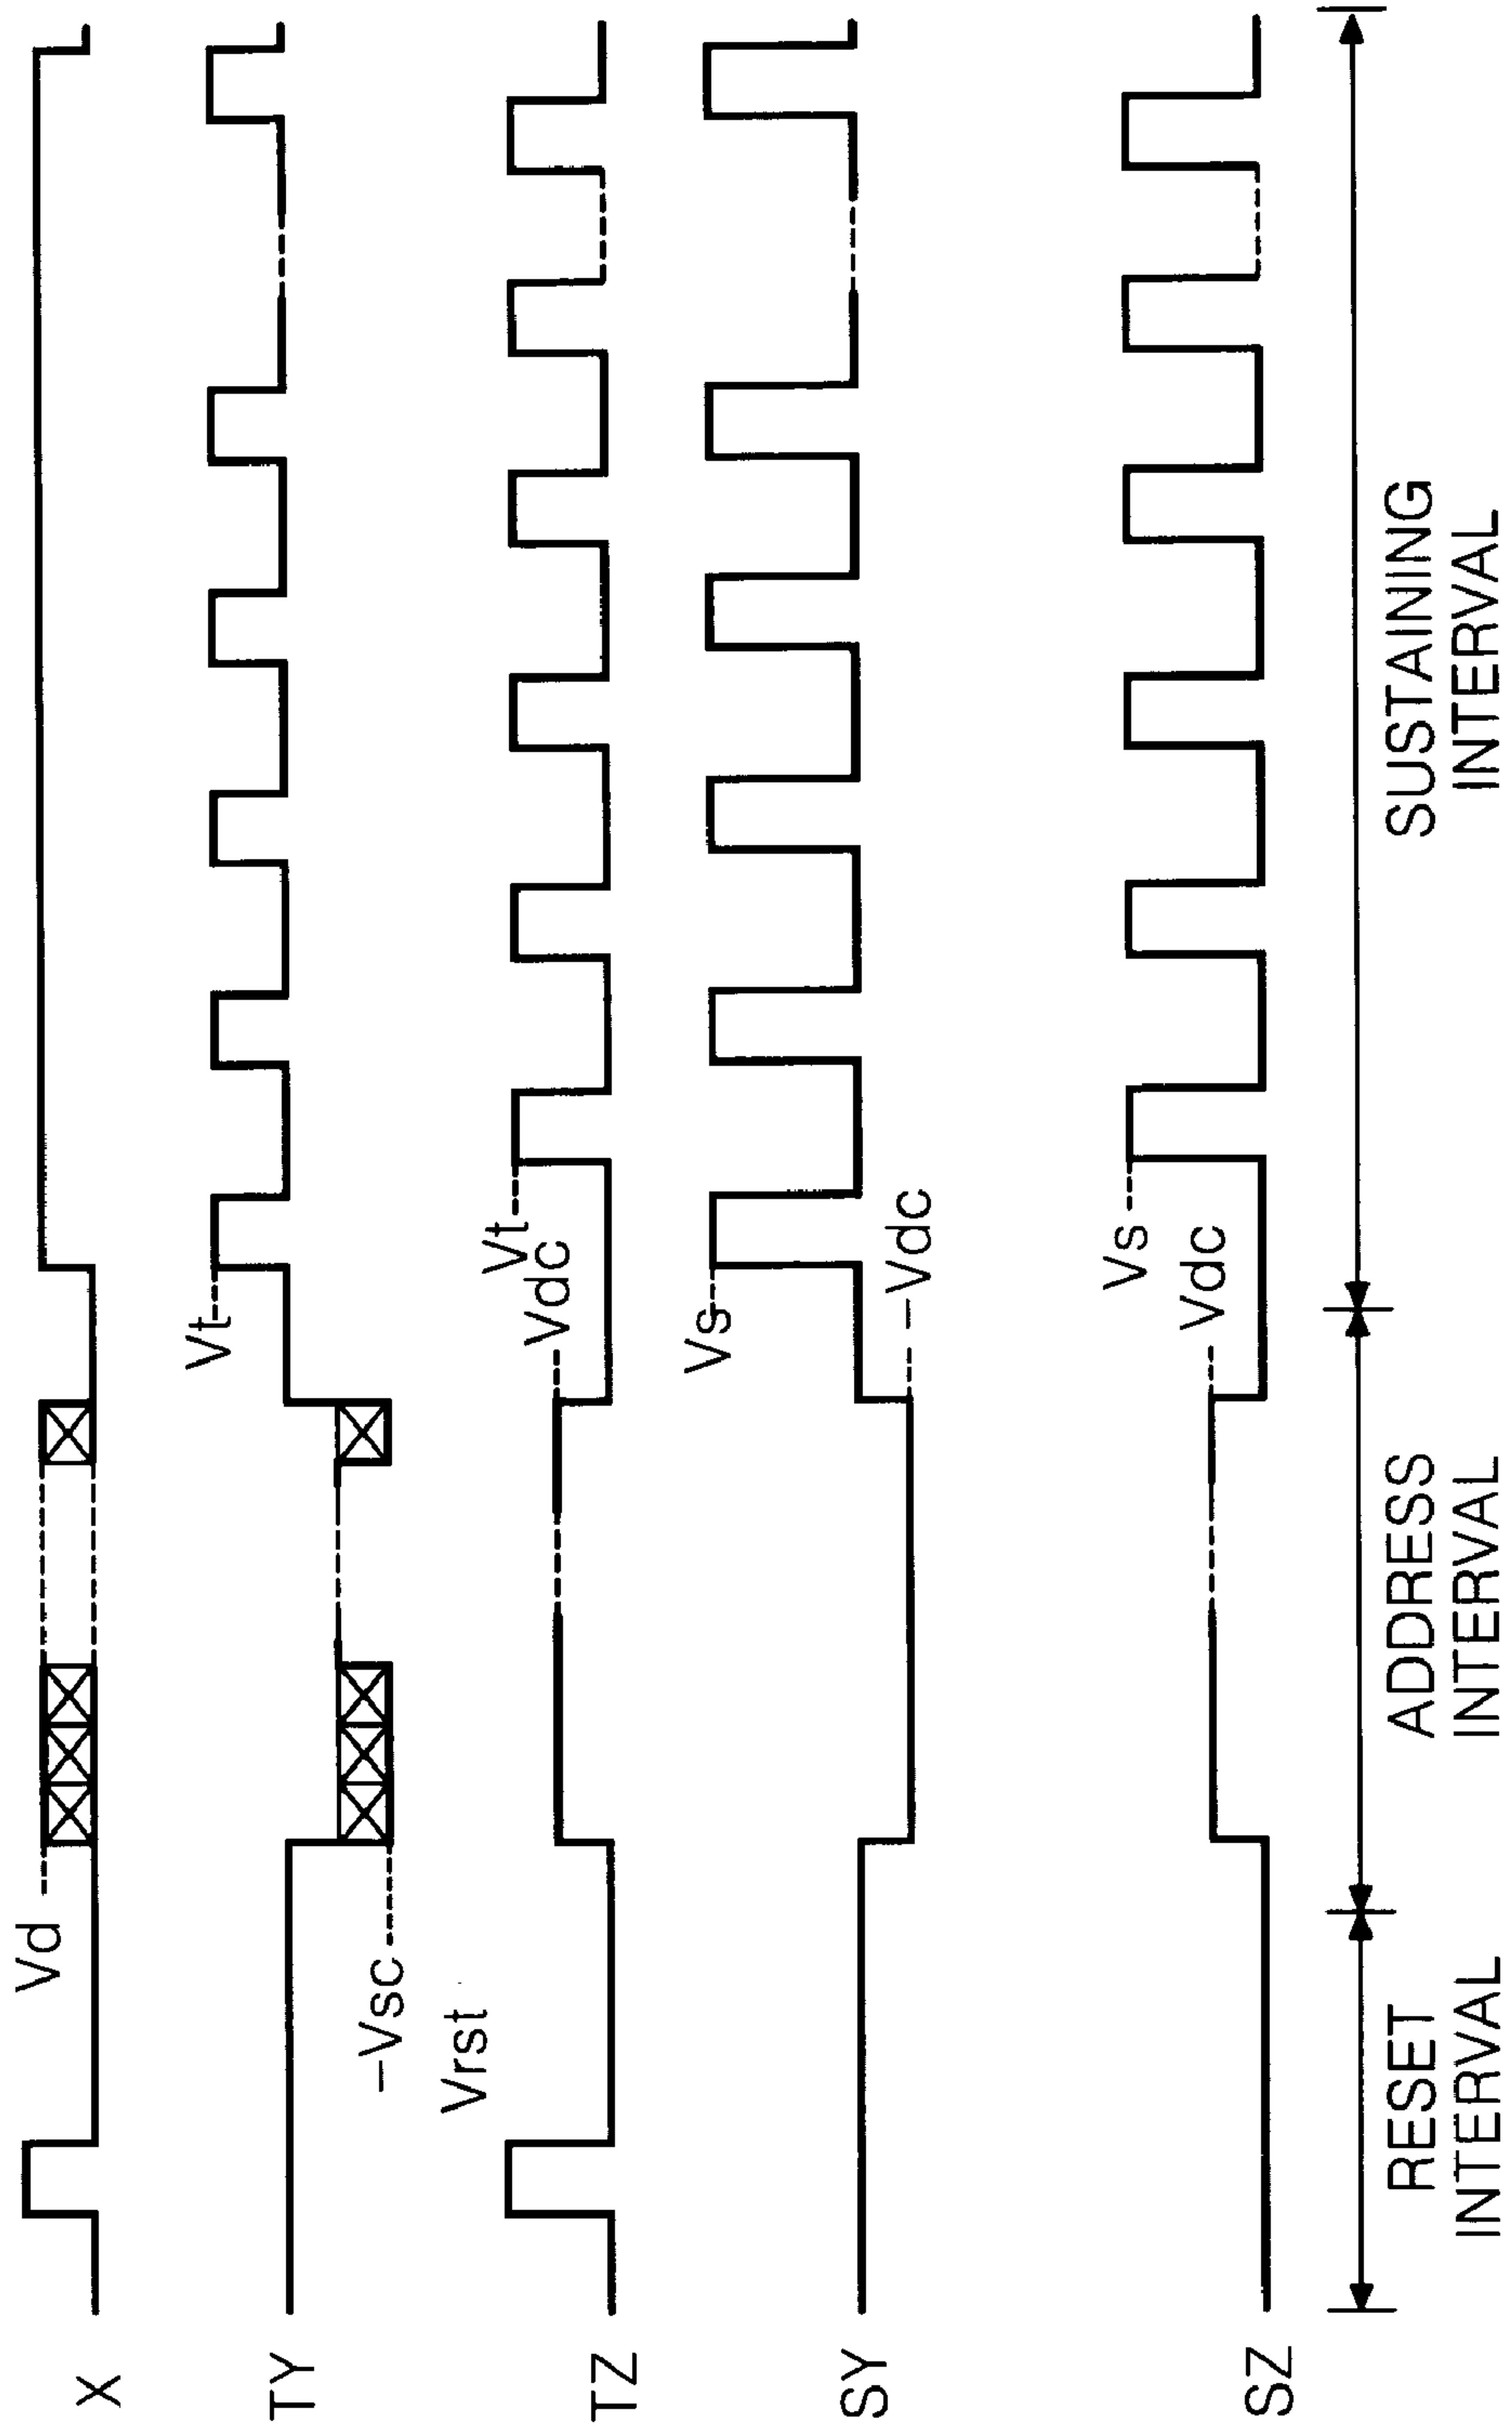 X
Vd
TY
-Vsc
Vt
TZ
Vrst
Vdc
Vt
SY
Vs
-Vdc
SZ
Vs
Vdc
RESET
INTERVAL
ADDRESS
INTERVAL
SUSTAINING
INTERVAL